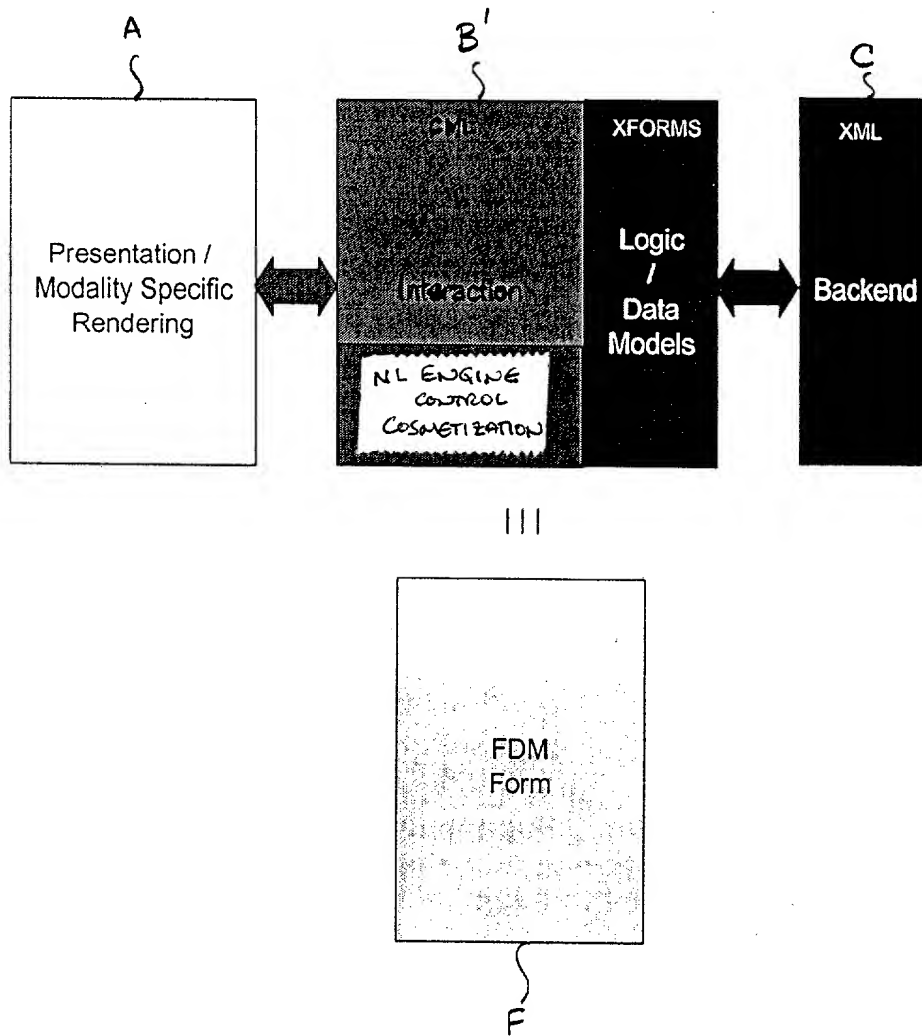 A
B'
C
CML
XFORMS
XML
Presentation /
Modality Specific
Rendering
Interaction
Logic
/
Data
Models
Backend
NL ENGINE
CONTROL
COSMETIZATION
|||
FDM
Form
F